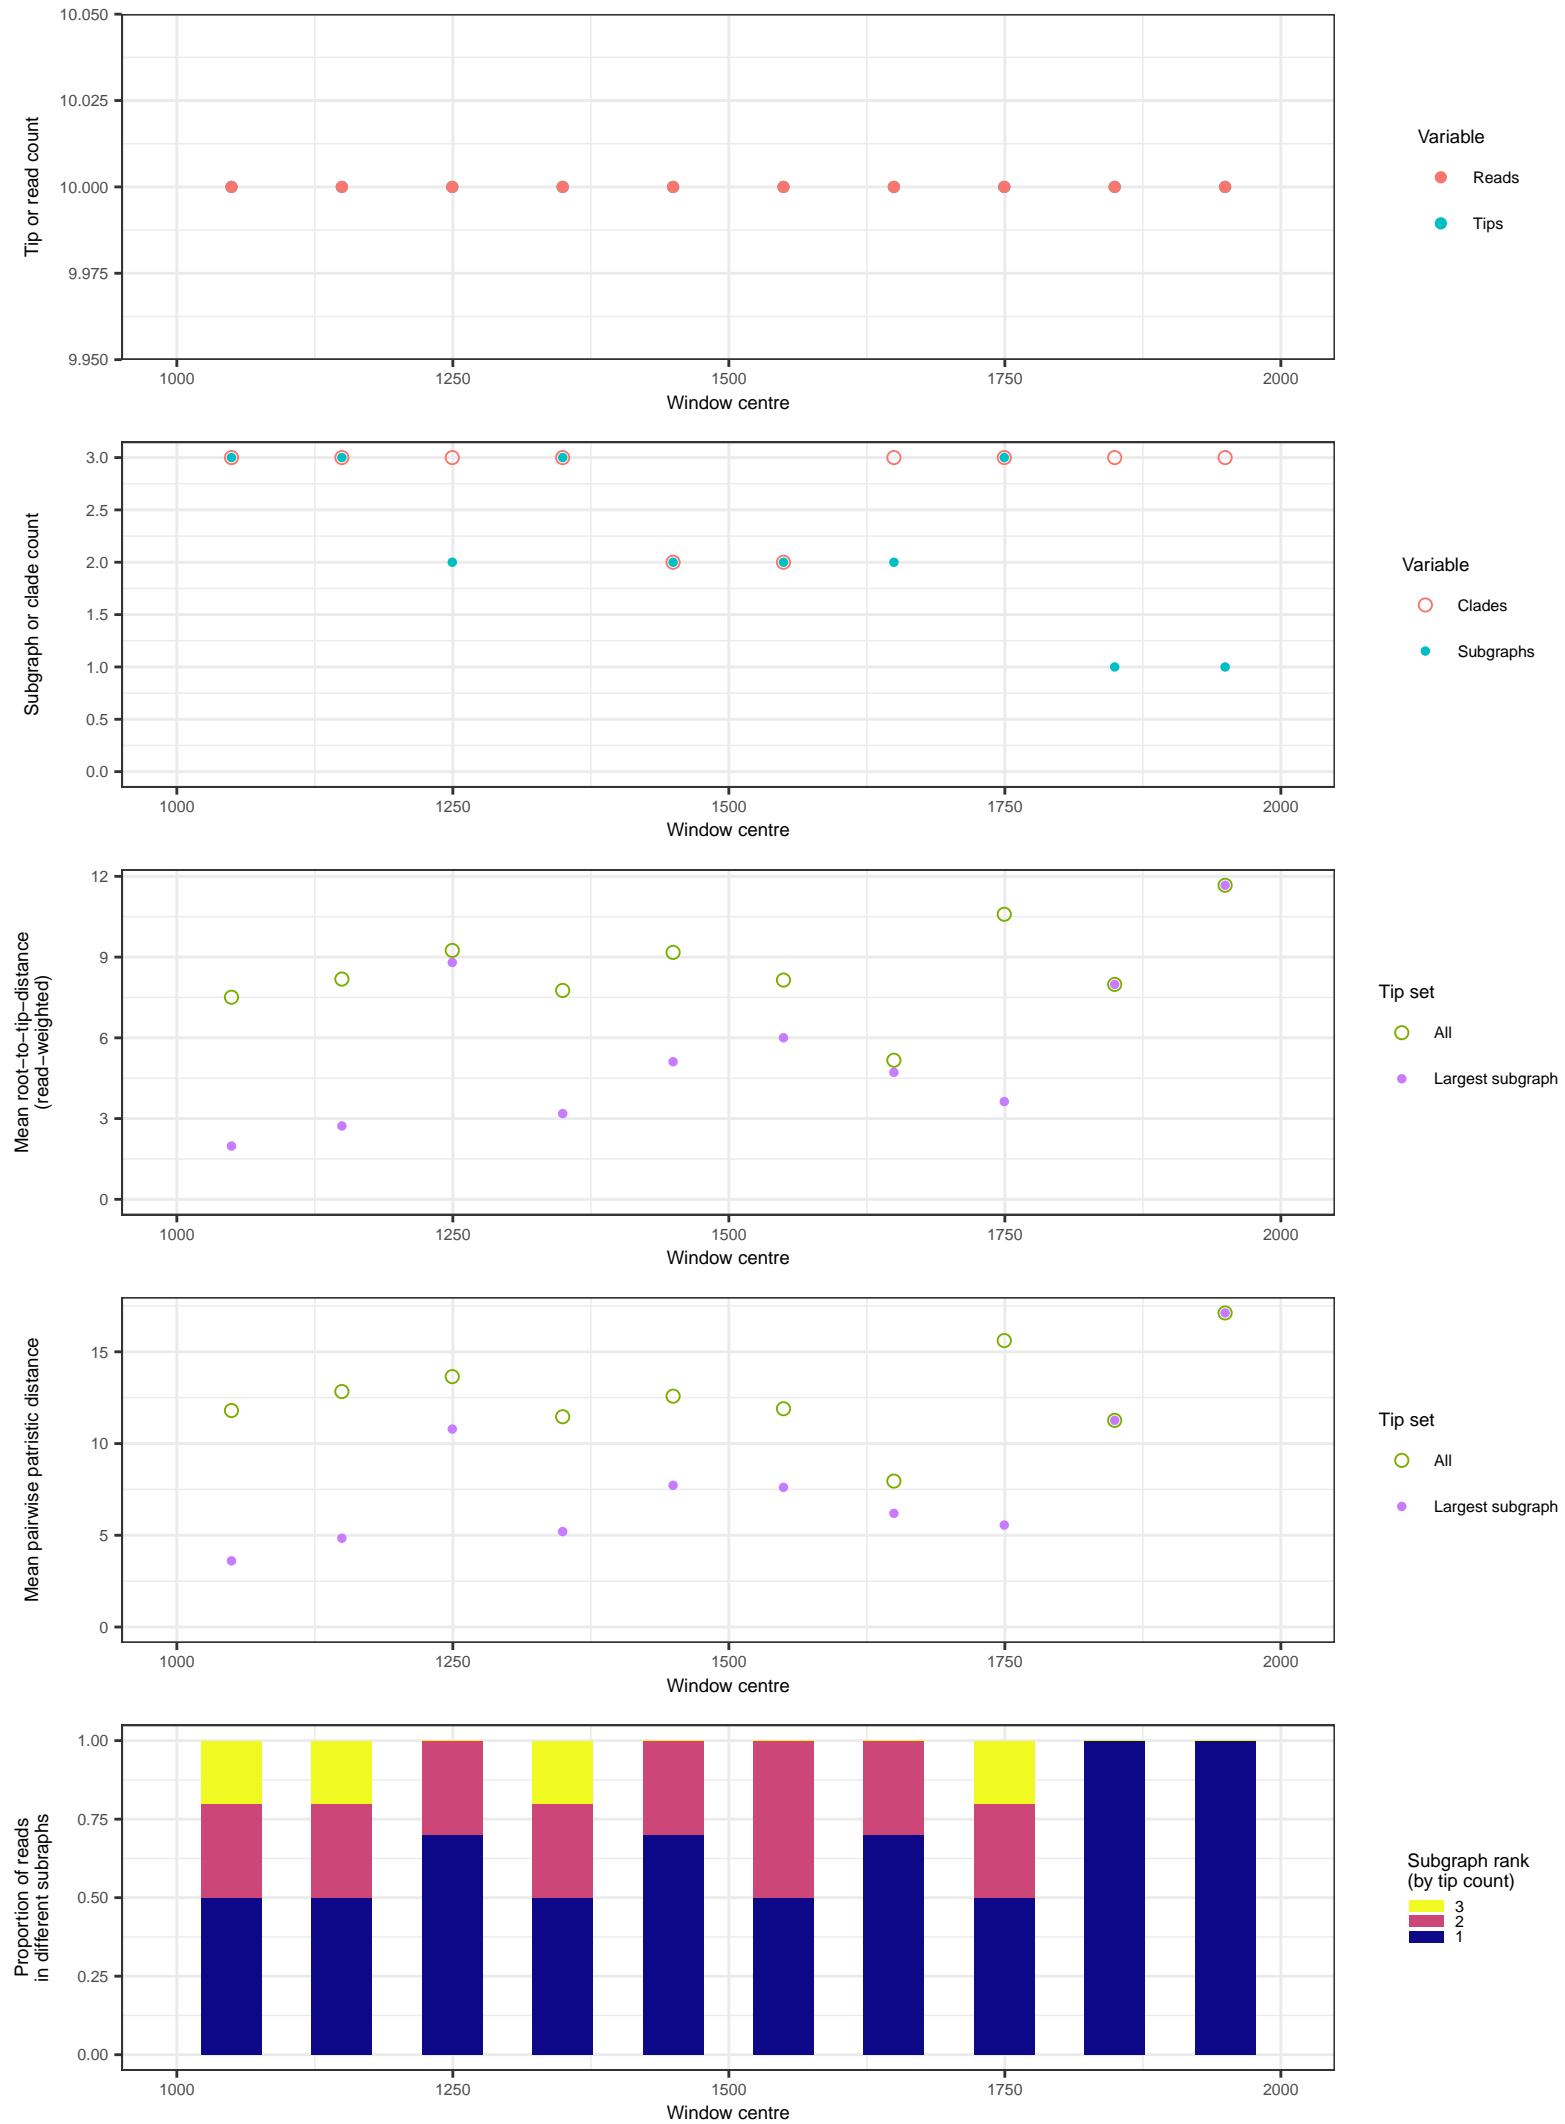 10.050
10.025
10.000
9.975
9.950
Tip or read count
1000 1250 1500 1750 2000
Window centre
Variable
Reads
Tips
3.0
2.5
2.0
1.5
1.0
0.5
0.0
Subgraph or clade count
1000 1250 1500 1750 2000
Window centre
Variable
Clades
Subgraphs
12
9
6
3
0
Mean root−to−tip−distance
(read−weighted)
1000 1250 1500 1750 2000
Window centre
Tip set
All
Largest subgraph
15
10
5
0
Mean pairwise patristic distance
1000 1250 1500 1750 2000
Window centre
Tip set
All
Largest subgraph
1.00
0.75
0.50
0.25
0.00
Proportion of reads
in different subraphs
1000 1250 1500 1750 2000
Window centre
Subgraph rank
(by tip count)
3
2
1